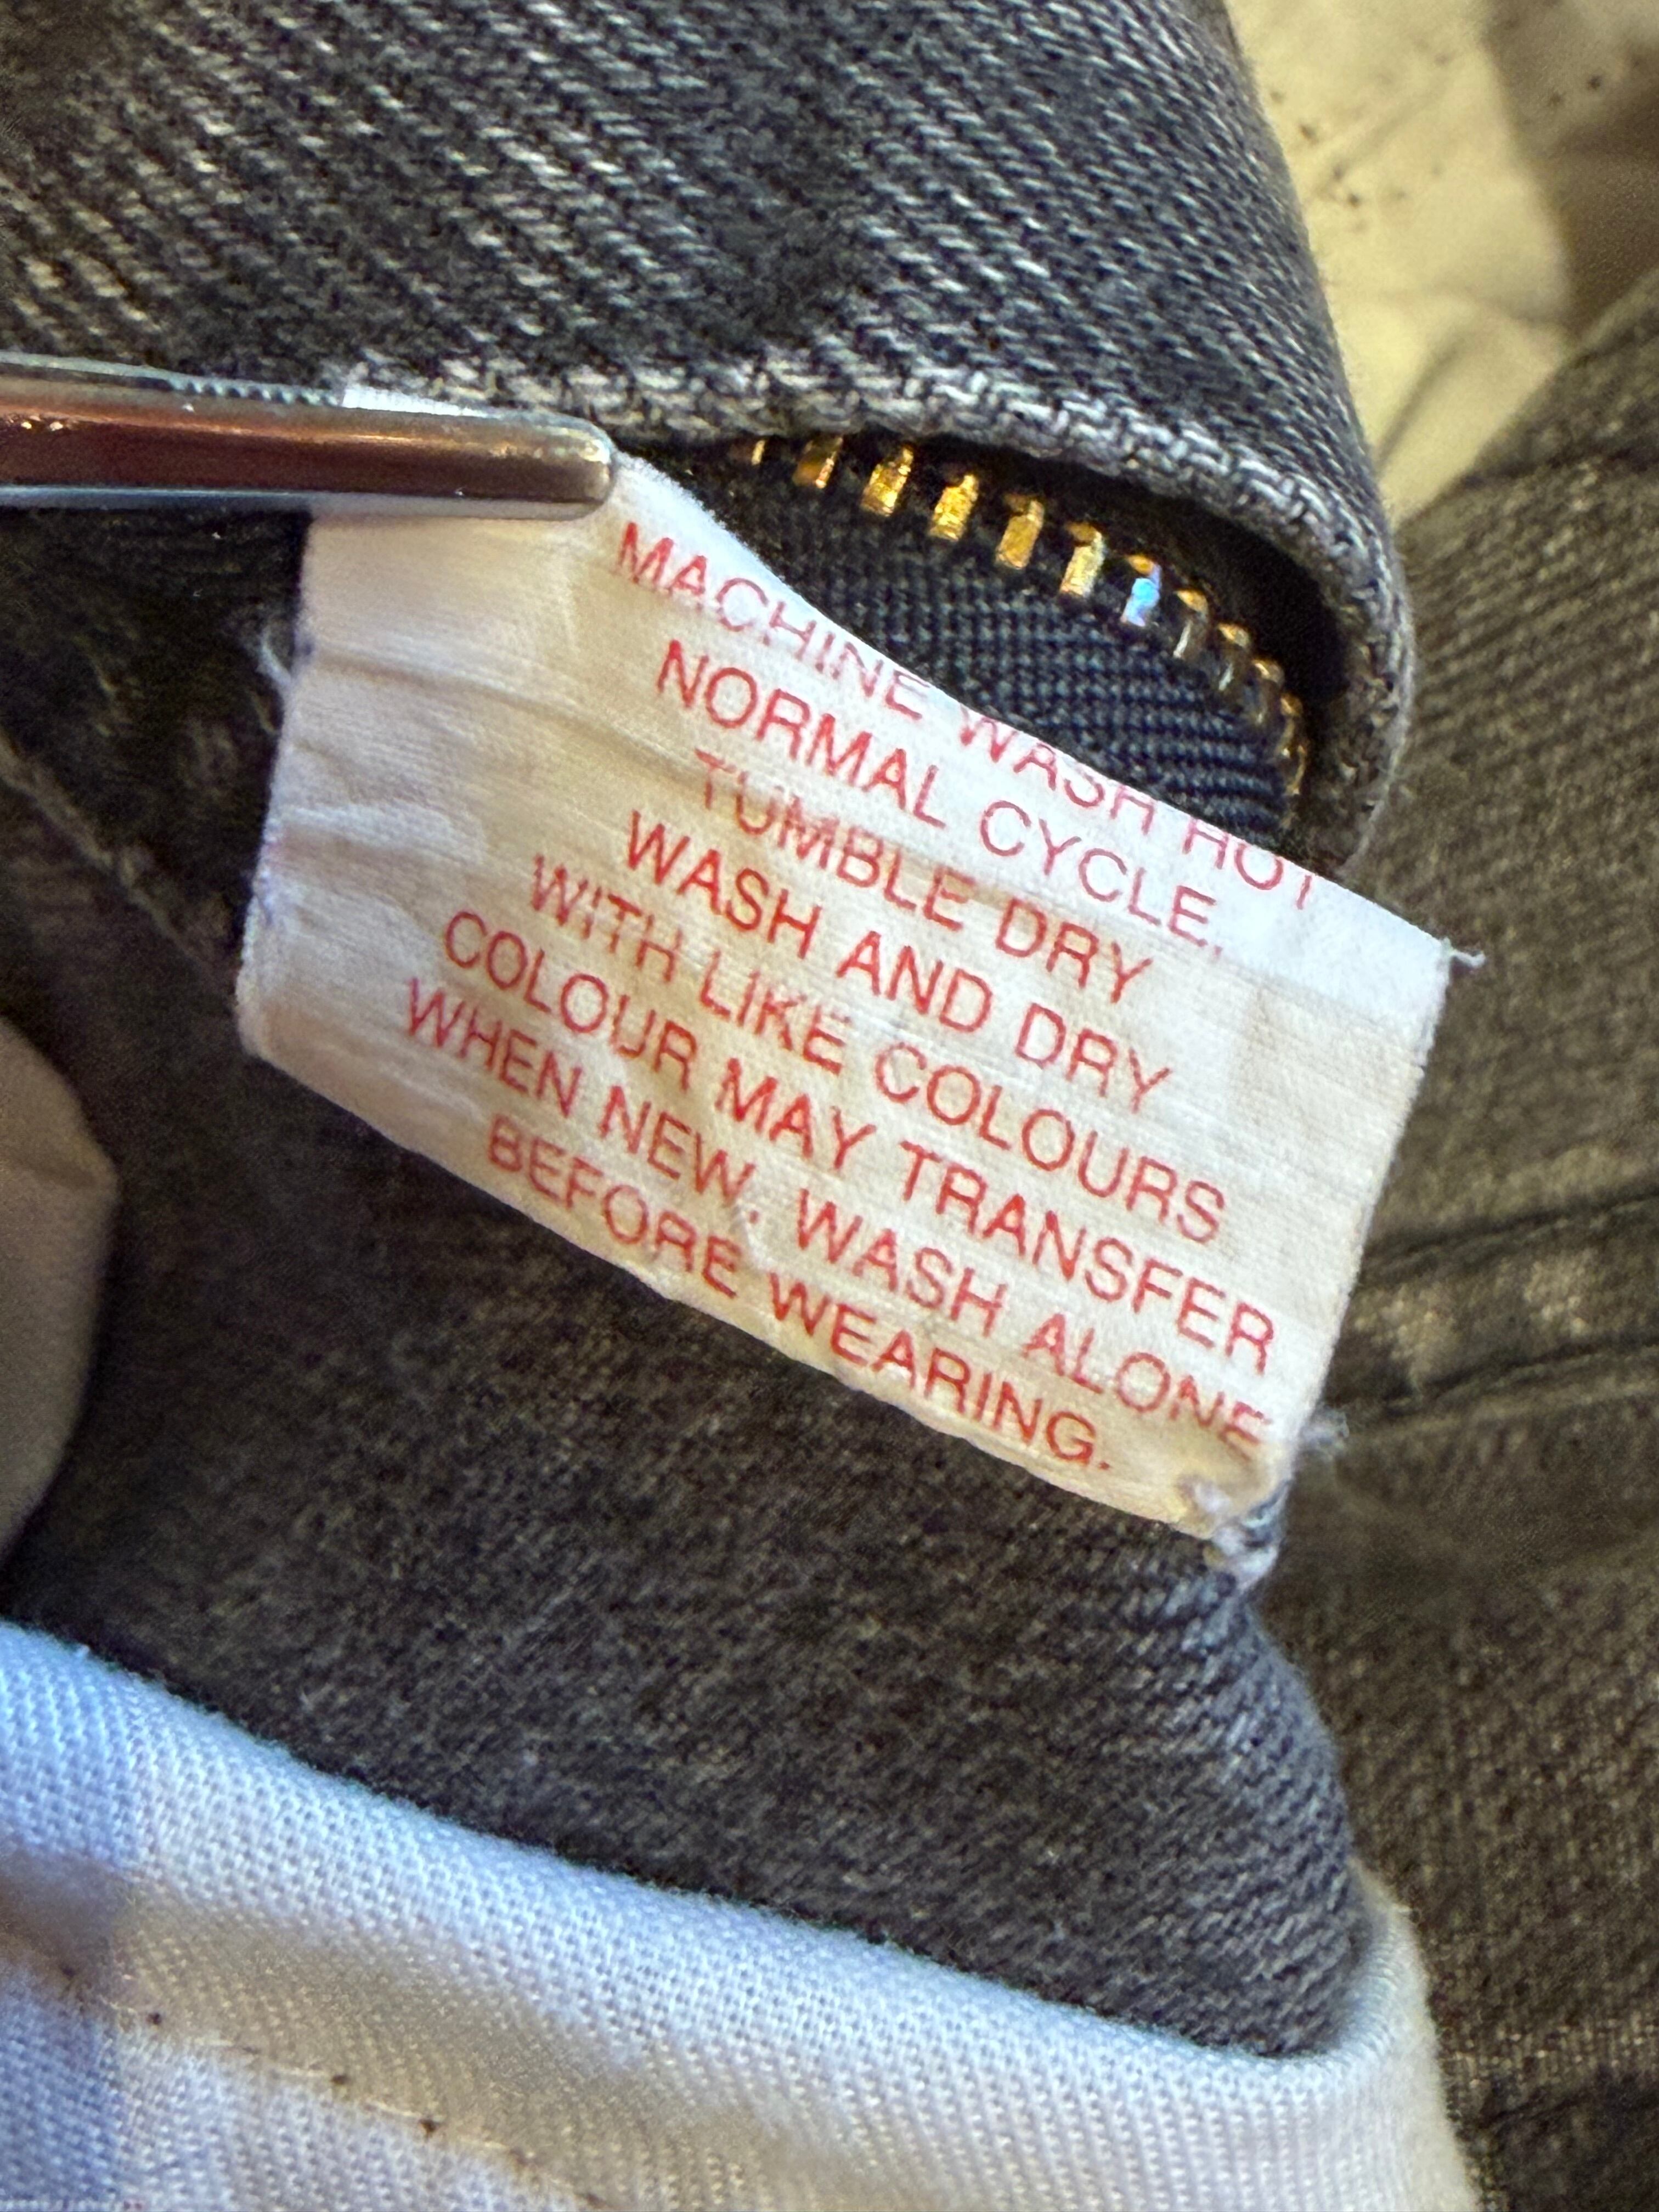 MACHINE WASH HOT
NORMAL CYCLE.
TUMBLE DRY
WASH AND DRY
WITH LIKE COLOURS
COLOUR MAY TRANSFER
WHEN NEW, WASH ALONE
BEFORE WEARING.